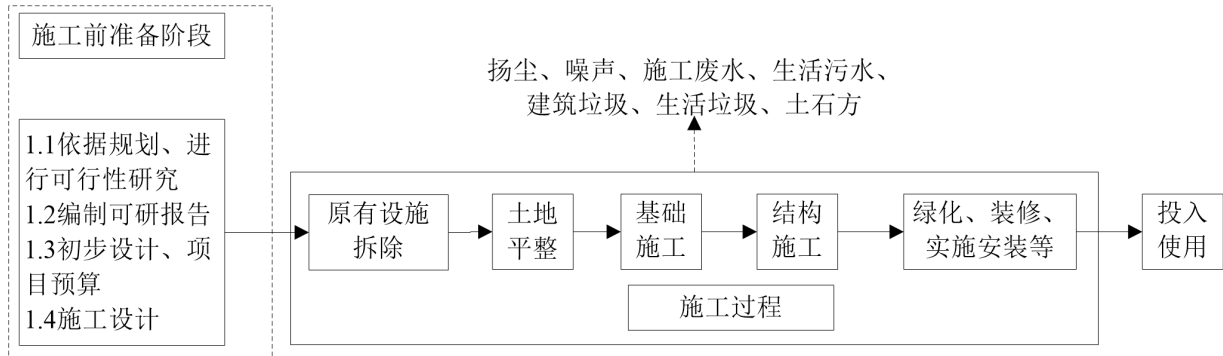 施工前准备阶段
1.1依据规划、进
行可行性研究
1.2编制可研报告
1.3初步设计、项
目预算
1.4施工设计
扬尘、噪声、施工废水、生活污水、
建筑垃圾、生活垃圾、土石方
原有设施
拆除
土地
平整
基础
施工
结构
施工
绿化、装修、
实施安装等
施工过程
投入
使用